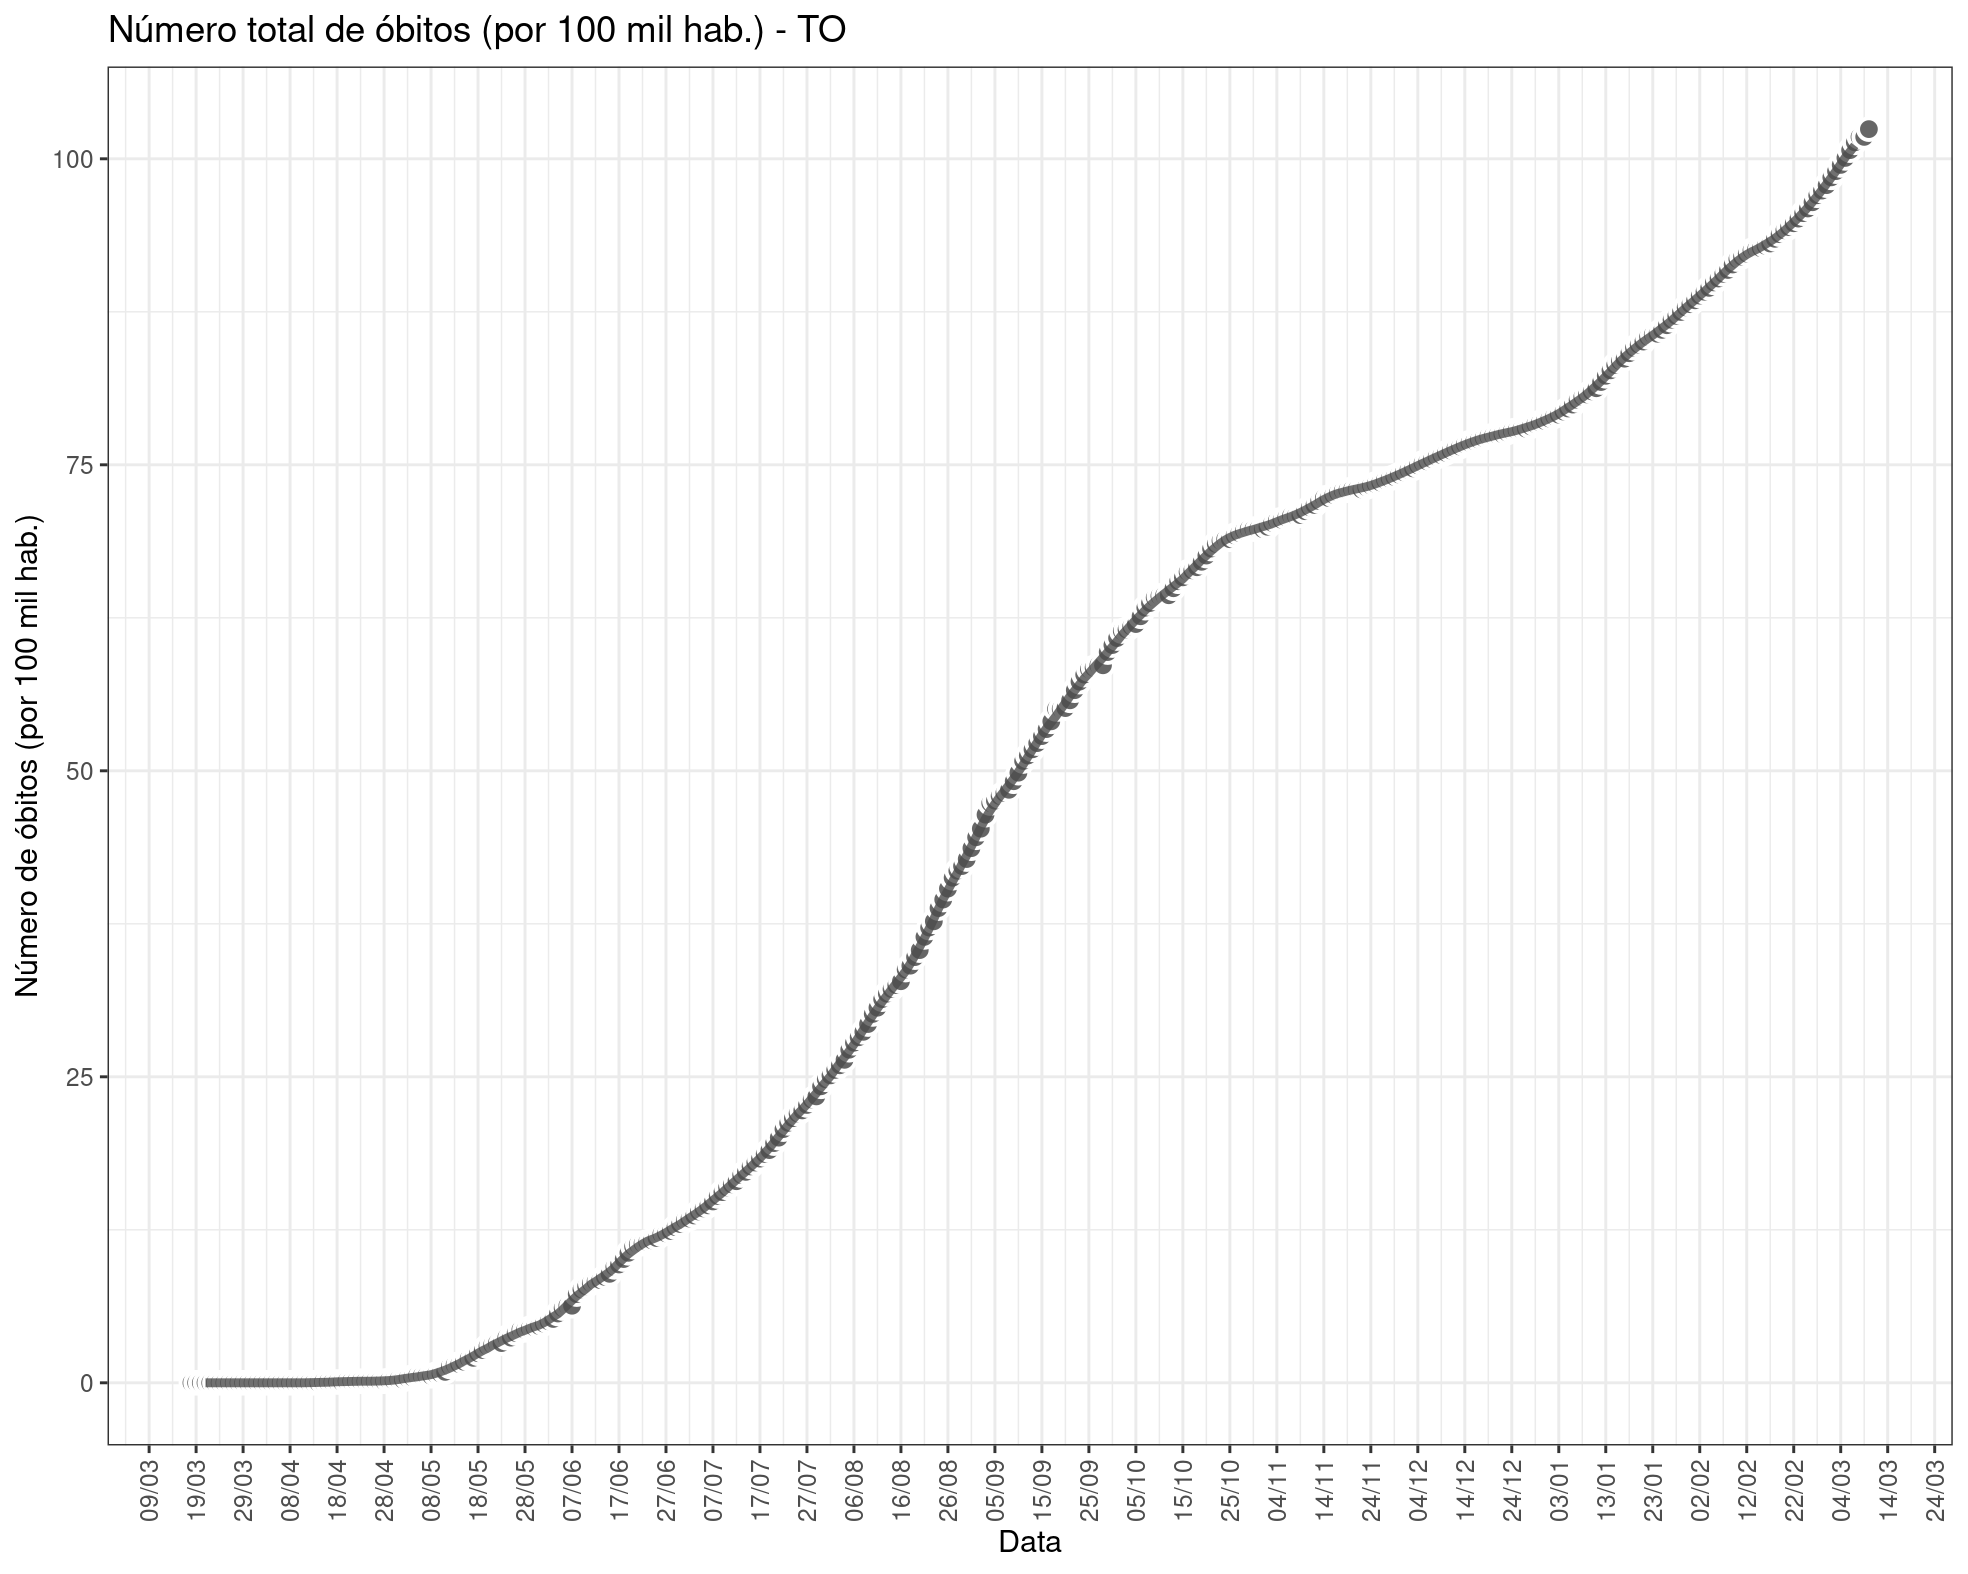 Número total de óbitos (por 100 mil hab.) - TO
Número de óbitos (por 100 mil hab.)
100
75
50
25
0
09/03 19/03 29/03 08/04 18/04 28/04 08/05 18/05 28/05 07/06 17/06 27/06 07/07 17/07 27/07 06/08 16/08 26/08 05/09 15/09 25/09 05/10 15/10 25/10 04/11 14/11 24/11 04/12 14/12 24/12 03/01 13/01 23/01 02/02 12/02 22/02 04/03 14/03 24/03
Data